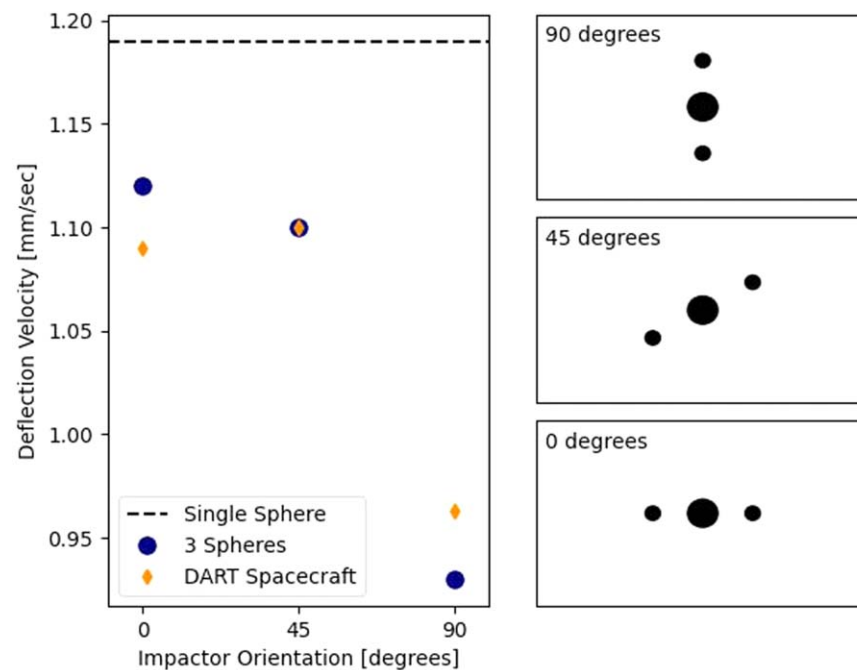 Deflection Velocity [mm/sec]
1.20
1.15
1.10
1.05
1.00
0.95
Single Sphere
3 Spheres
DART Spacecraft
0
45
90
Impactor Orientation [degrees]
90 degrees
45 degrees
0 degrees